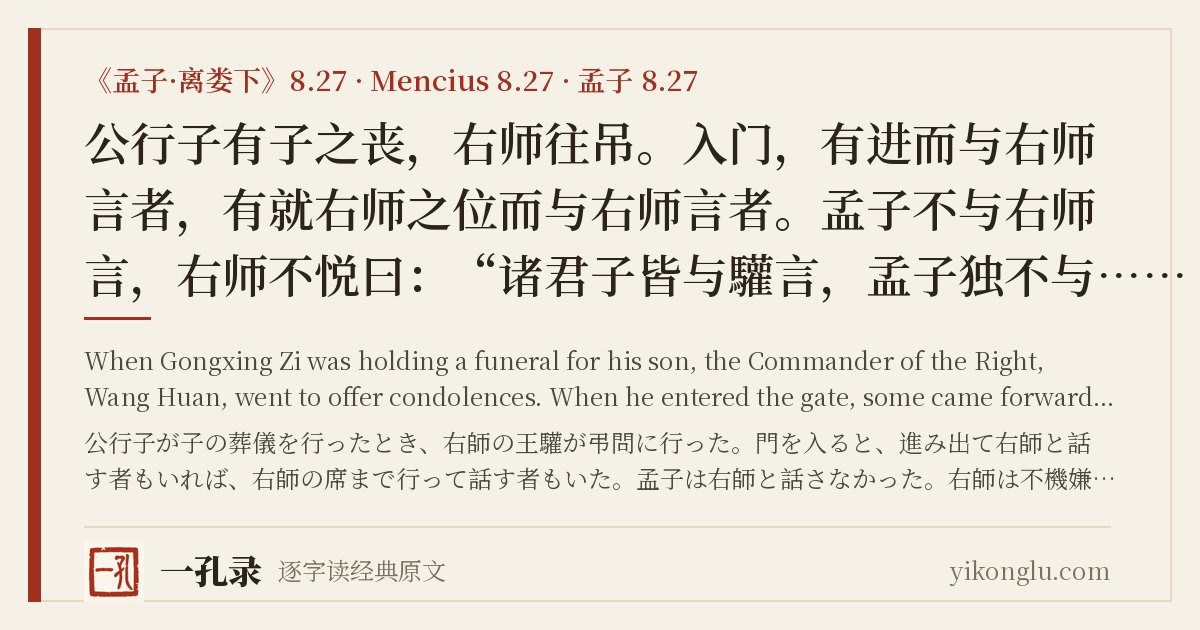 《孟子·离娄下》8.27 · Mencius 8.27 · 孟子 8.27
公行子有子之丧，右师往吊。入门，有进而与右师
言者，有就右师之位而与右师言者。孟子不与右师
言，右师不悦曰：“诸君子皆与驩言，孟子独不与……
When Gongxing Zi was holding a funeral for his son, the Commander of the Right,
Wang Huan, went to offer condolences. When he entered the gate, some came forward...
公行子が子の葬儀を行ったとき、右師の王驩が弔問に行った。門を入ると、進み出て右師と話
す者もいれば、右師の席まで行って話す者もいた。孟子は右師と話さなかった。右師は不機嫌…
一孔
一孔录 逐字读经典原文
yikonglu.com